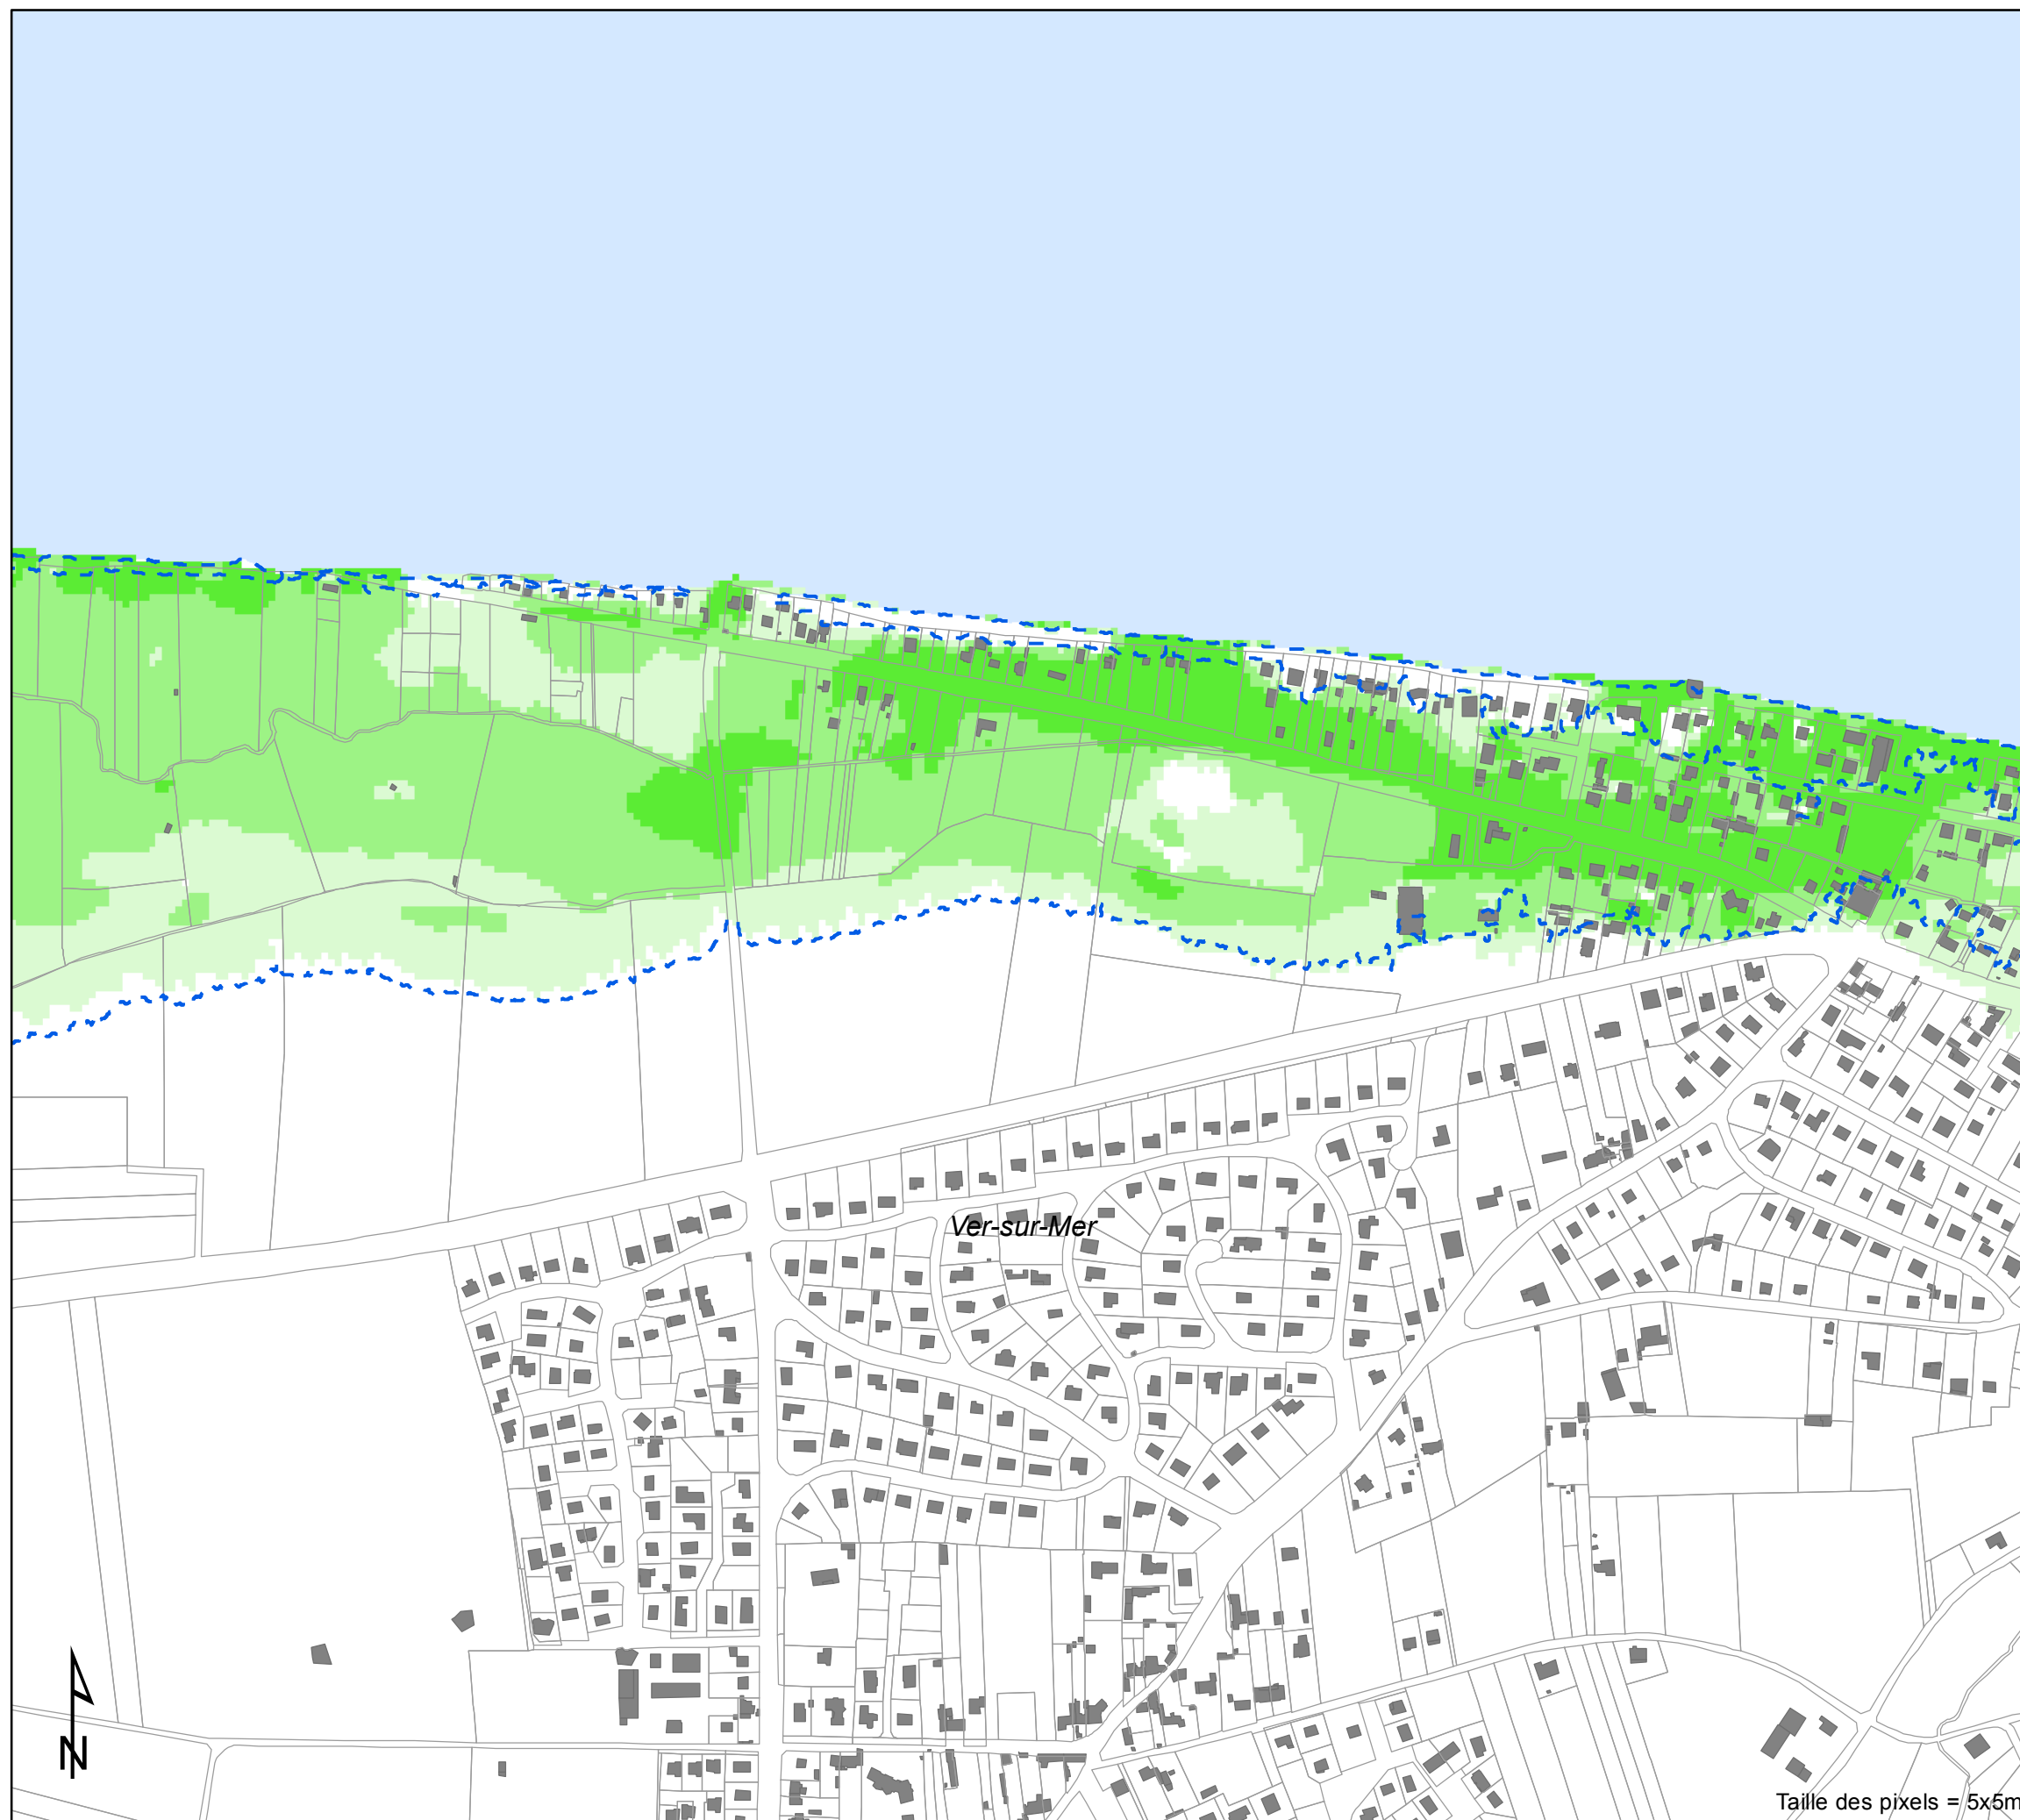 Ver-sur-Mer
N
Taille des pixels = 5x5m